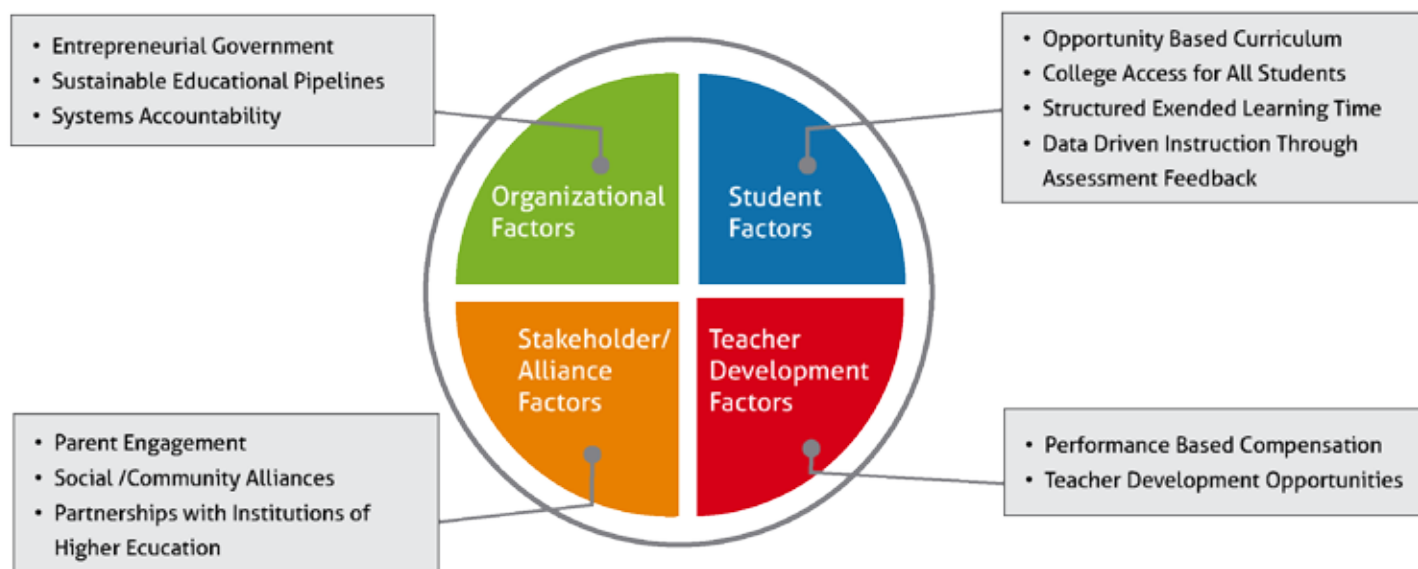 • Entrepreneurial Government
• Sustainable Educational Pipelines
• Systems Accountability
• Opportunity Based Curriculum
• College Access for All Students
• Structured Exended Learning Time
• Data Driven Instruction Through
Assessment Feedback
Organizational
Factors
Student
Factors
Stakeholder/
Alliance
Factors
Teacher
Development
Factors
• Parent Engagement
• Social /Community Alliances
• Partnerships with Institutions of
Higher Ecucation
• Performance Based Compensation
• Teacher Development Opportunities